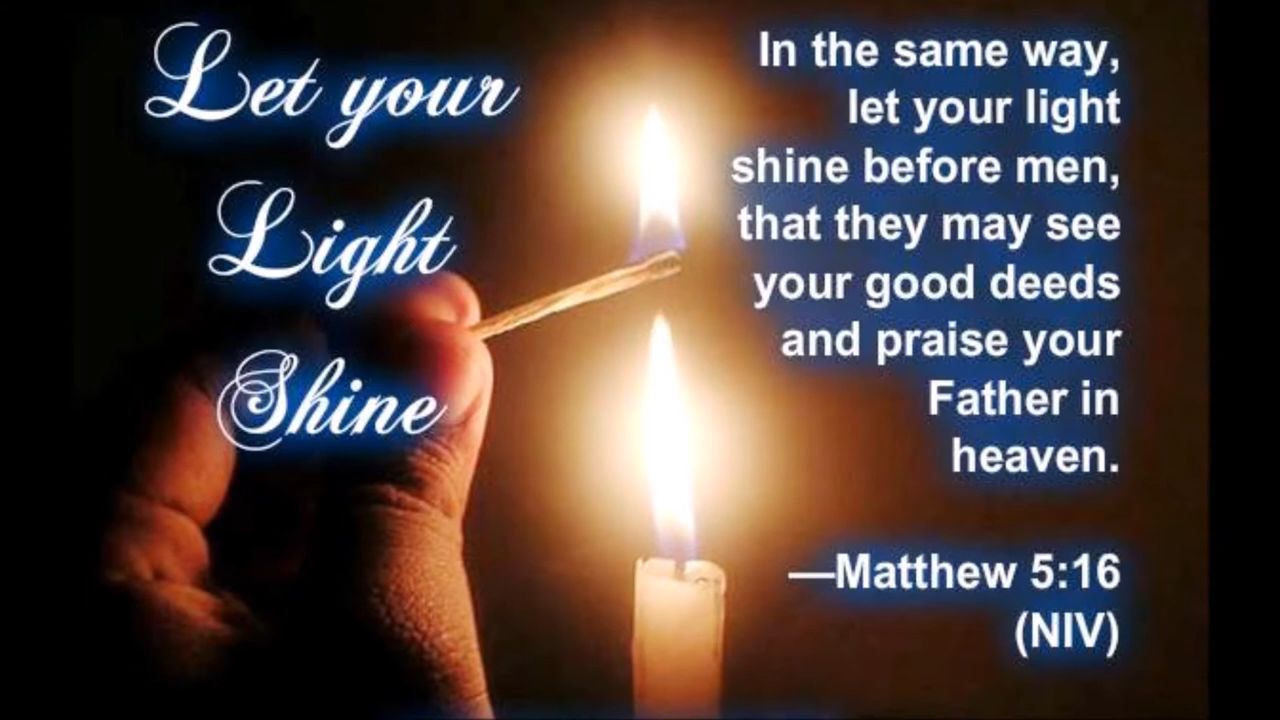 Let your
Light
Shine
In the same way,
let your light
shine before men,
that they may see
your good deeds
and praise your
Father in
heaven.
—Matthew 5:16
(NIV)